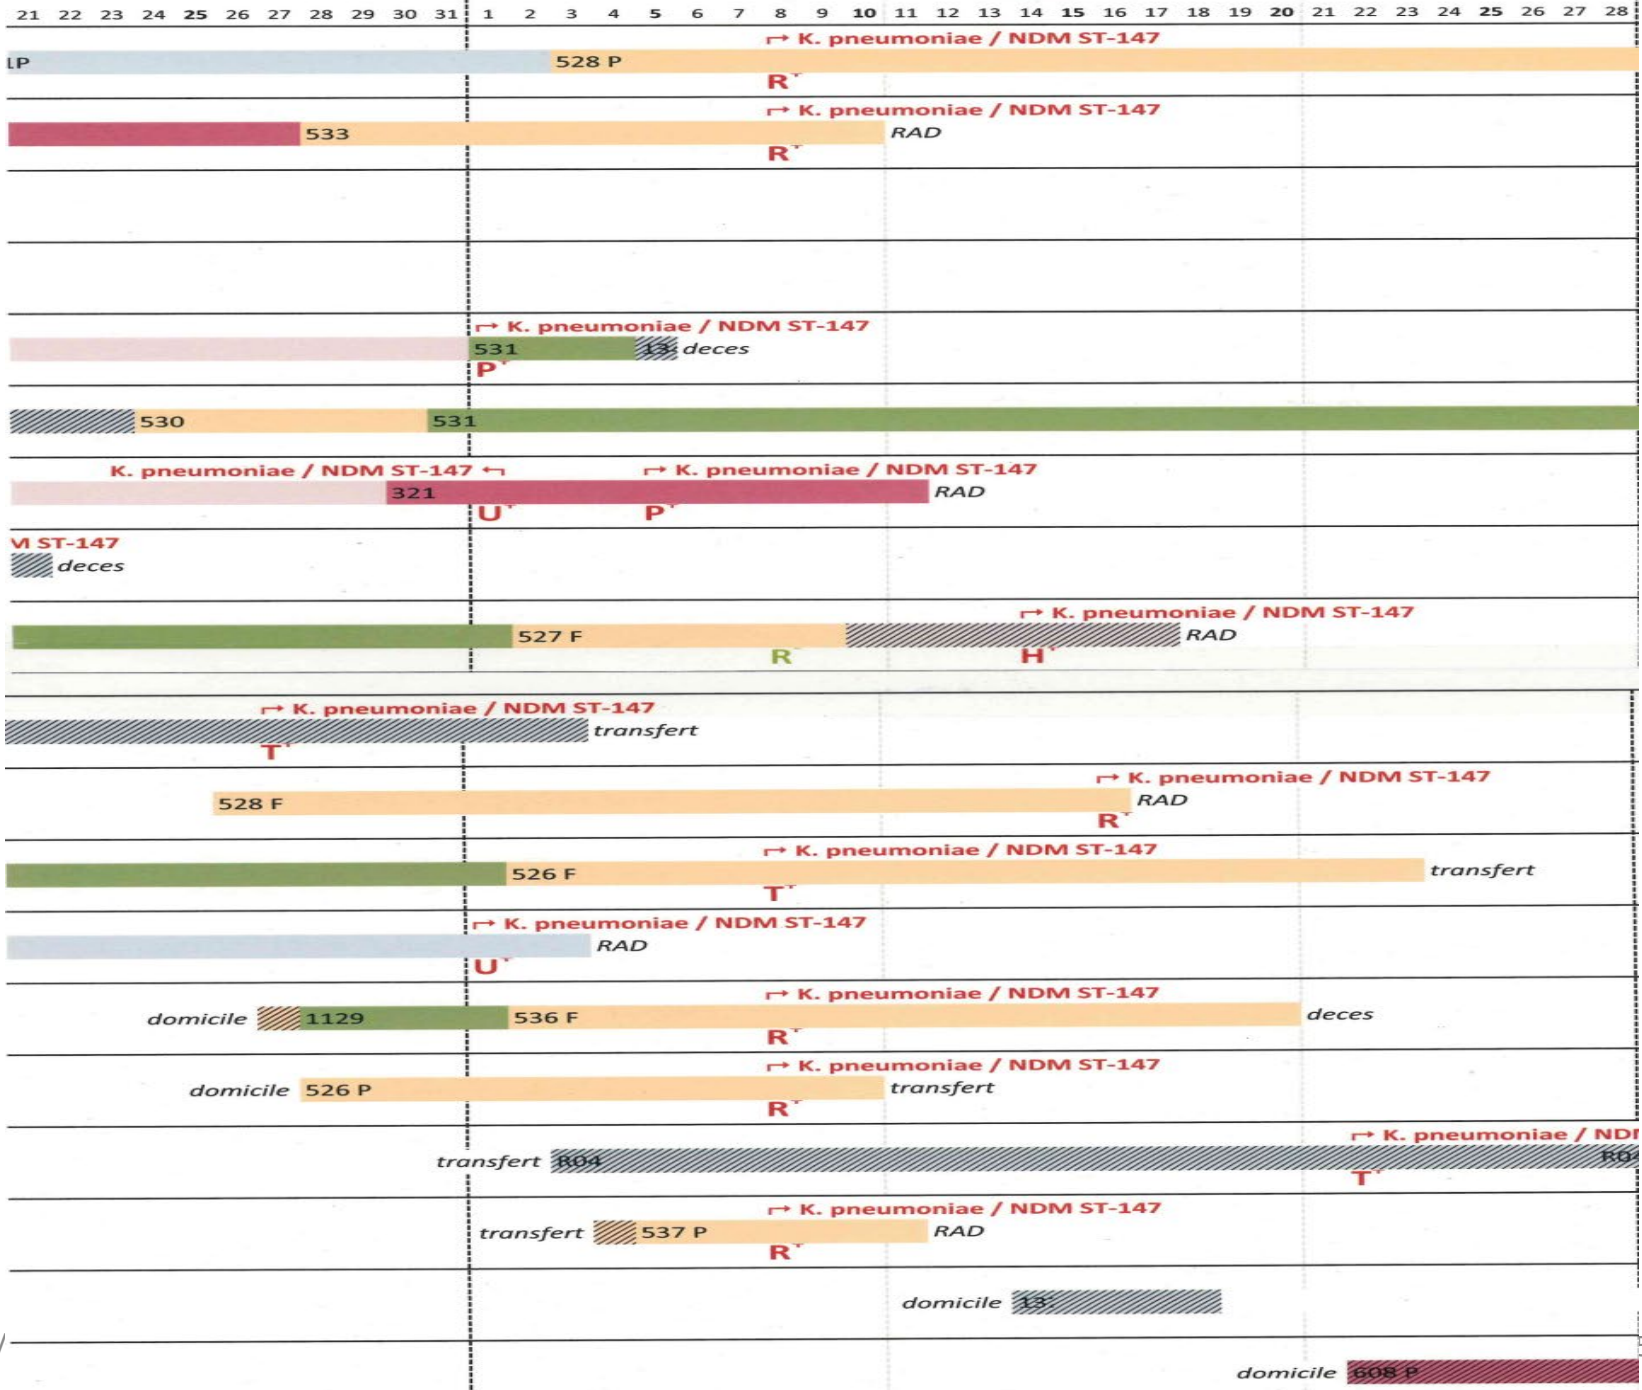 21 22 23 24 25 26 27 28 29 30 31 1 2 3 4 5 6 7 8 9 10 11 12 13 14 15 16 17 18 19 20 21 22 23 24 25 26 27 28
K. pneumoniae / NDM ST-147
LP 528 P
R+
K. pneumoniae / NDM ST-147
533 RAD
R+
K. pneumoniae / NDM ST-147
531 13 deces
P+
530 531
K. pneumoniae / NDM ST-147 K. pneumoniae / NDM ST-147
321 RAD
U+ P+
M ST-147
deces
K. pneumoniae / NDM ST-147
527 F RAD
R- H+
K. pneumoniae / NDM ST-147
transfert
T+
K. pneumoniae / NDM ST-147
528 F RAD
R+
K. pneumoniae / NDM ST-147
526 F transfert
T+
K. pneumoniae / NDM ST-147
RAD
U+
K. pneumoniae / NDM ST-147
domicile 1129 536 F deces
R+
K. pneumoniae / NDM ST-147
domicile 526 P transfert
R+
K. pneumoniae / NDM
transfert R04 R04
T+
K. pneumoniae / NDM ST-147
transfert 537 P RAD
R+
domicile 13
domicile 608 P